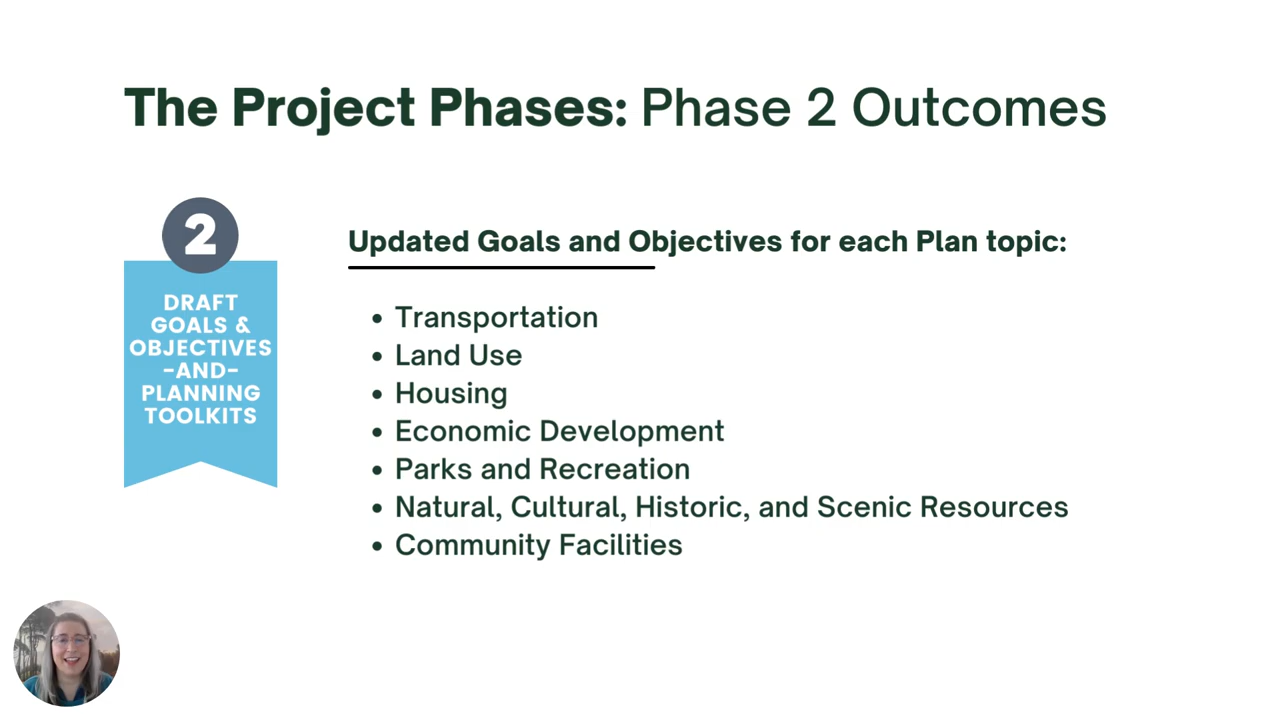 The Project Phases: Phase 2 Outcomes
2
DRAFT
GOALS &
OBJECTIVES
-AND-
PLANNING
TOOLKITS
Updated Goals and Objectives for each Plan topic:
• Transportation
• Land Use
• Housing
• Economic Development
• Parks and Recreation
• Natural, Cultural, Historic, and Scenic Resources
• Community Facilities